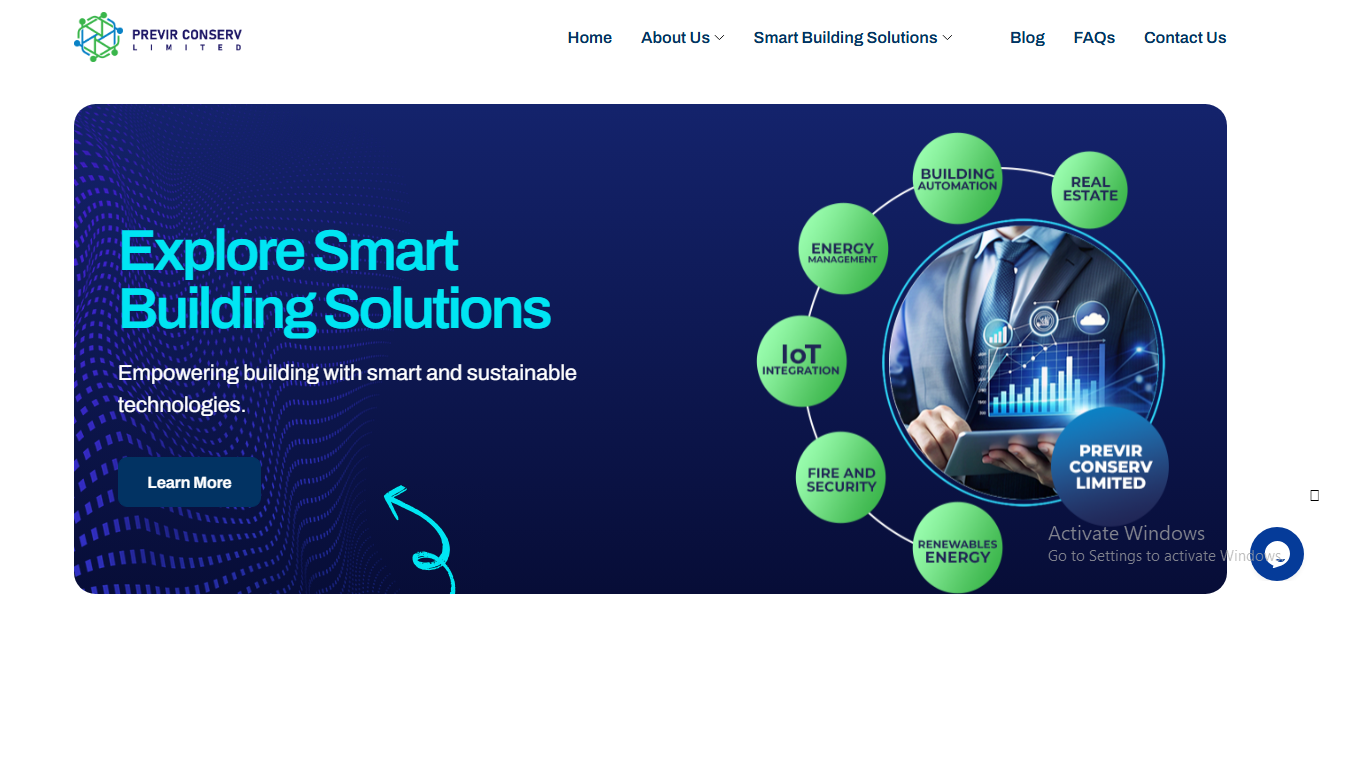 PREVIR CONSERV
LIMITED
Home About Us Smart Building Solutions Blog FAQs Contact Us
Explore Smart
Building Solutions
Empowering building with smart and sustainable
technologies.
Learn More
BUILDING
AUTOMATION
REAL
ESTATE
ENERGY
MANAGEMENT
IoT
INTEGRATION
FIRE AND
SECURITY
RENEWABLES
ENERGY
PREVIR
CONSERV
LIMITED
Activate Windows
Go to Settings to activate Windows.